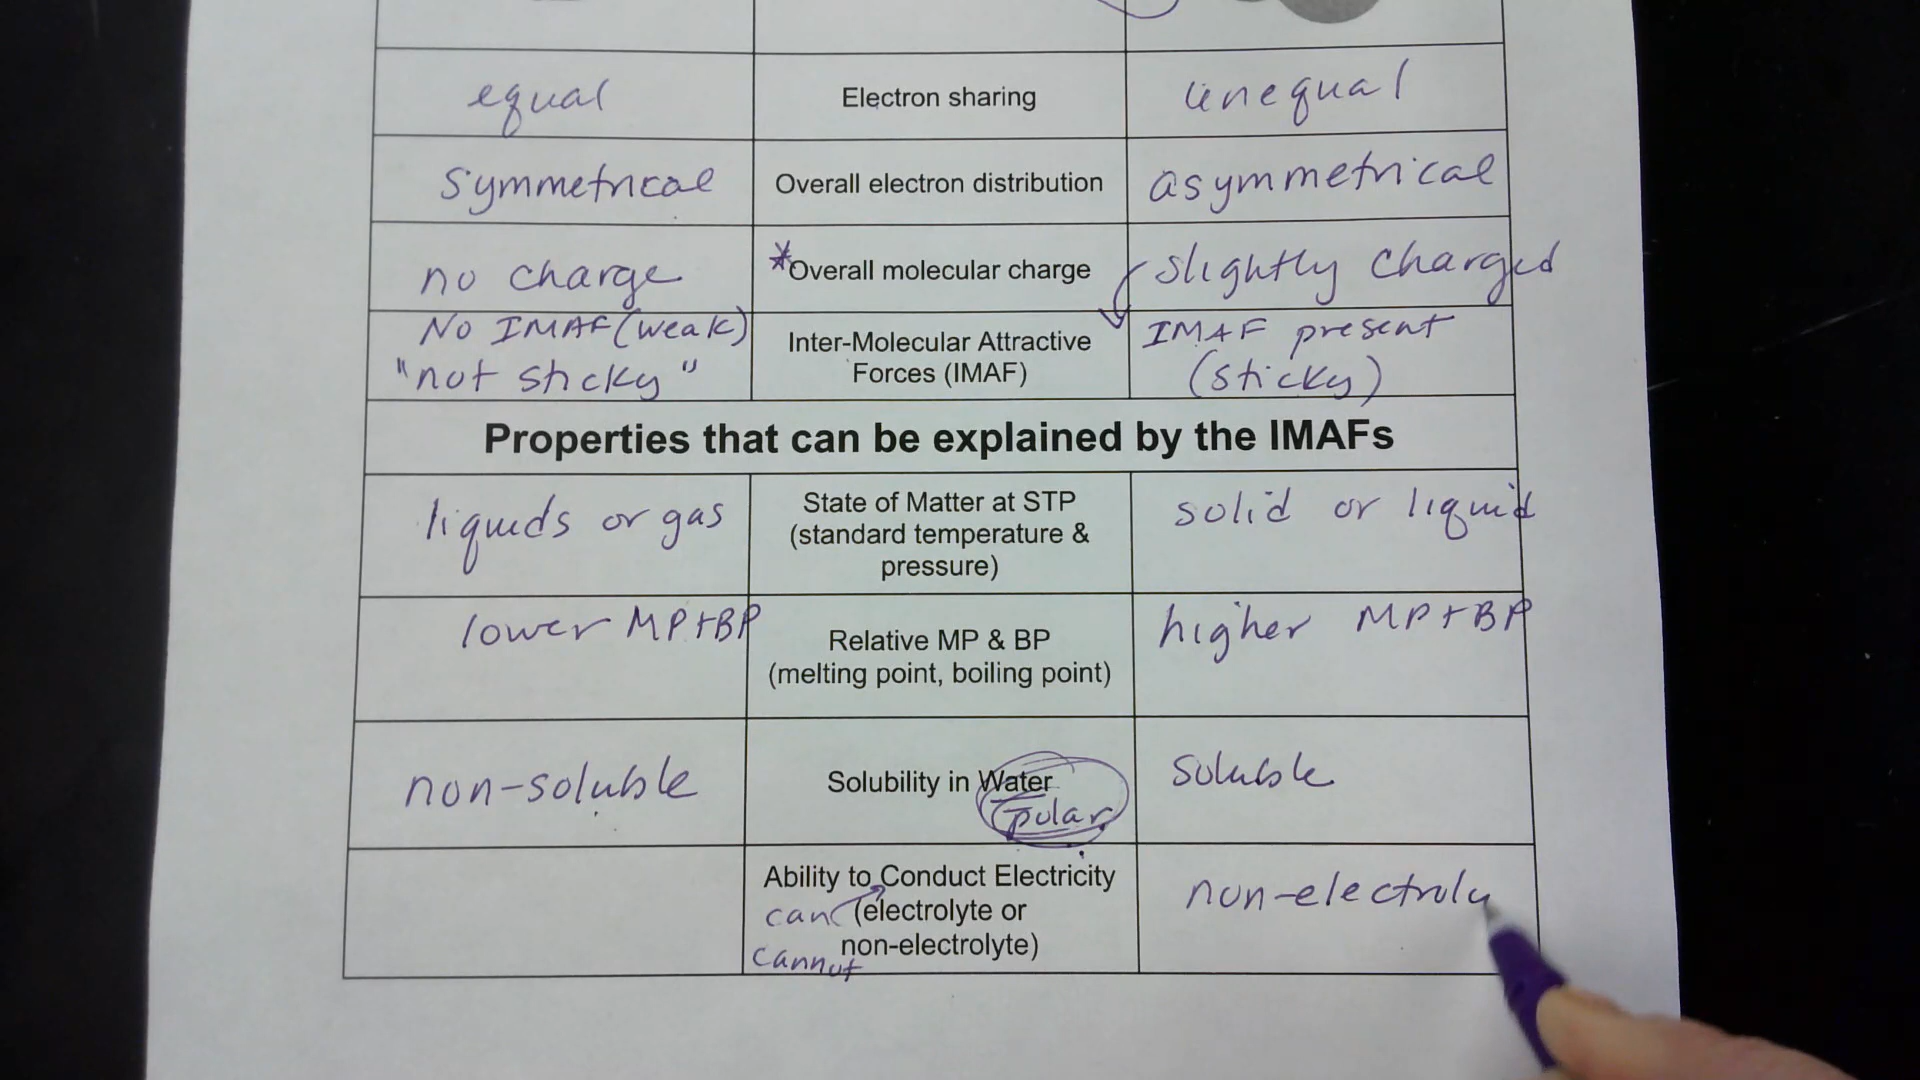 equal Electron sharing unequal
symmetrical Overall electron distribution asymmetrical
no charge *Overall molecular charge slightly charged
No IMAF (weak)
"not sticky"
Inter-Molecular Attractive
Forces (IMAF)
IMAF present
(sticky)
Properties that can be explained by the IMAFs
liquids or gas
State of Matter at STP
(standard temperature &
pressure)
solid or liquid
lower MP+BP
Relative MP & BP
(melting point, boiling point)
higher MP+BP
non-soluble
Solubility in Water
polar
soluble
Ability to Conduct Electricity
can (electrolyte or
cannot non-electrolyte)
non-electroly